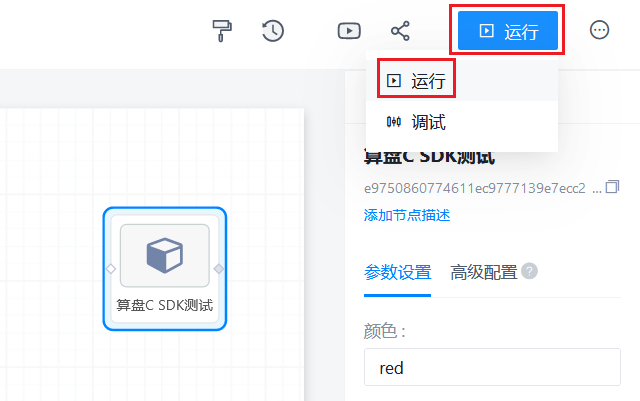 运行
运行
调试
算盘C SDK测试
e9750860774611ec9777139e7ecc2 ...
添加节点描述
算盘C SDK测试
参数设置 高级配置 ?
颜色 :
red